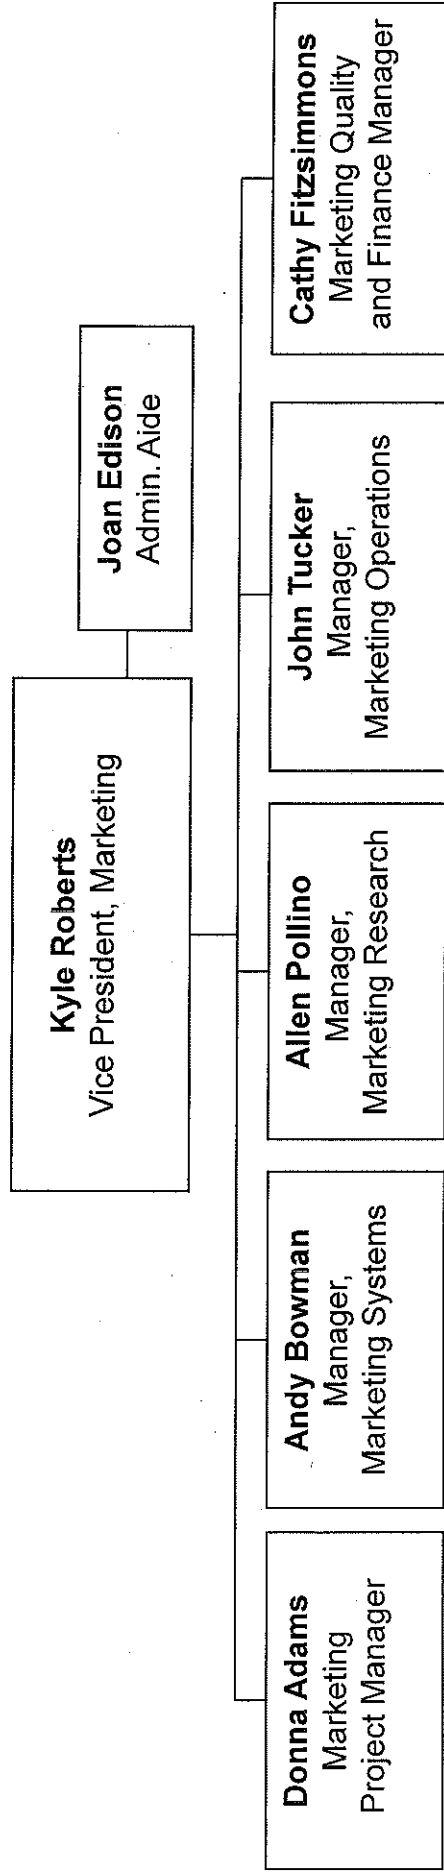 Kyle Roberts
Vice President, Marketing
Joan Edison
Admin. Aide
Donna Adams
Marketing
Project Manager
Andy Bowman
Manager,
Marketing Systems
Allen Pollino
Manager,
Marketing Research
John Tucker
Manager,
Marketing Operations
Cathy Fitzsimmons
Marketing Quality
and Finance Manager